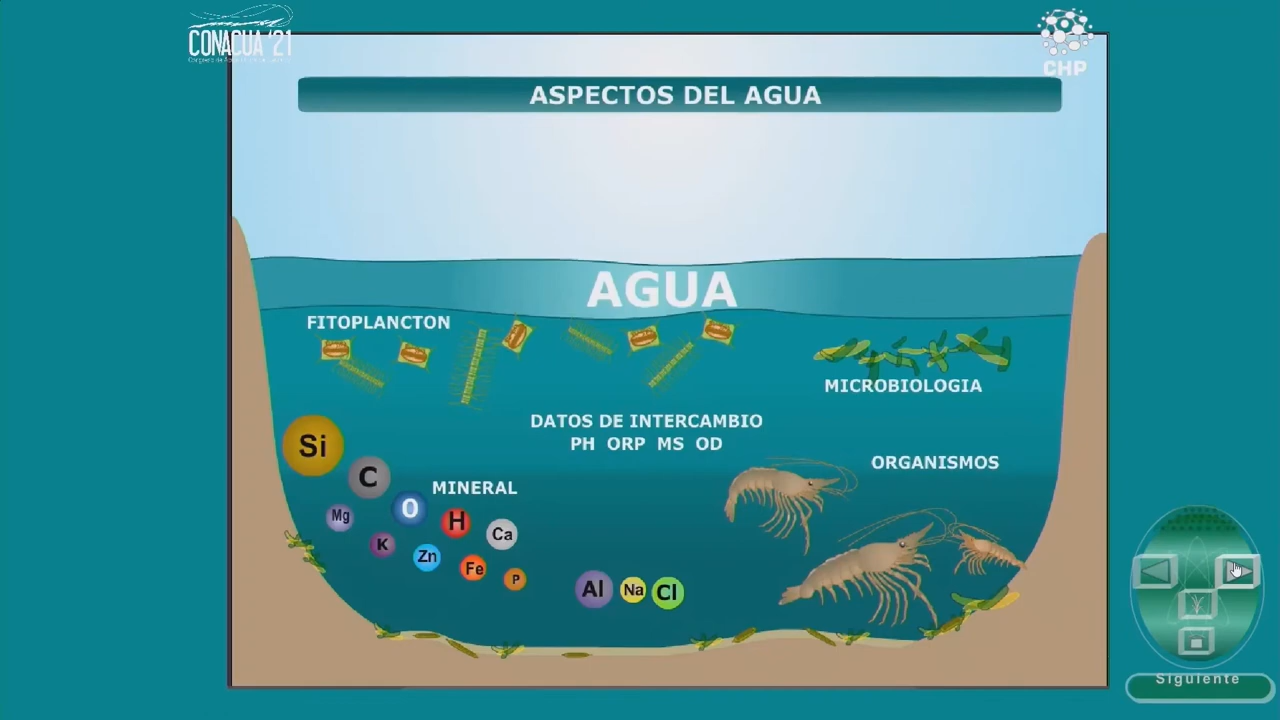 CONACUA '21
CHP
ASPECTOS DEL AGUA
AGUA
FITOPLANCTON
MICROBIOLOGIA
DATOS DE INTERCAMBIO
PH ORP MS OD
ORGANISMOS
Si
C
MINERAL
O
Mg
H
Ca
K
Zn
Fe
P
Al
Na
Cl
Siguiente